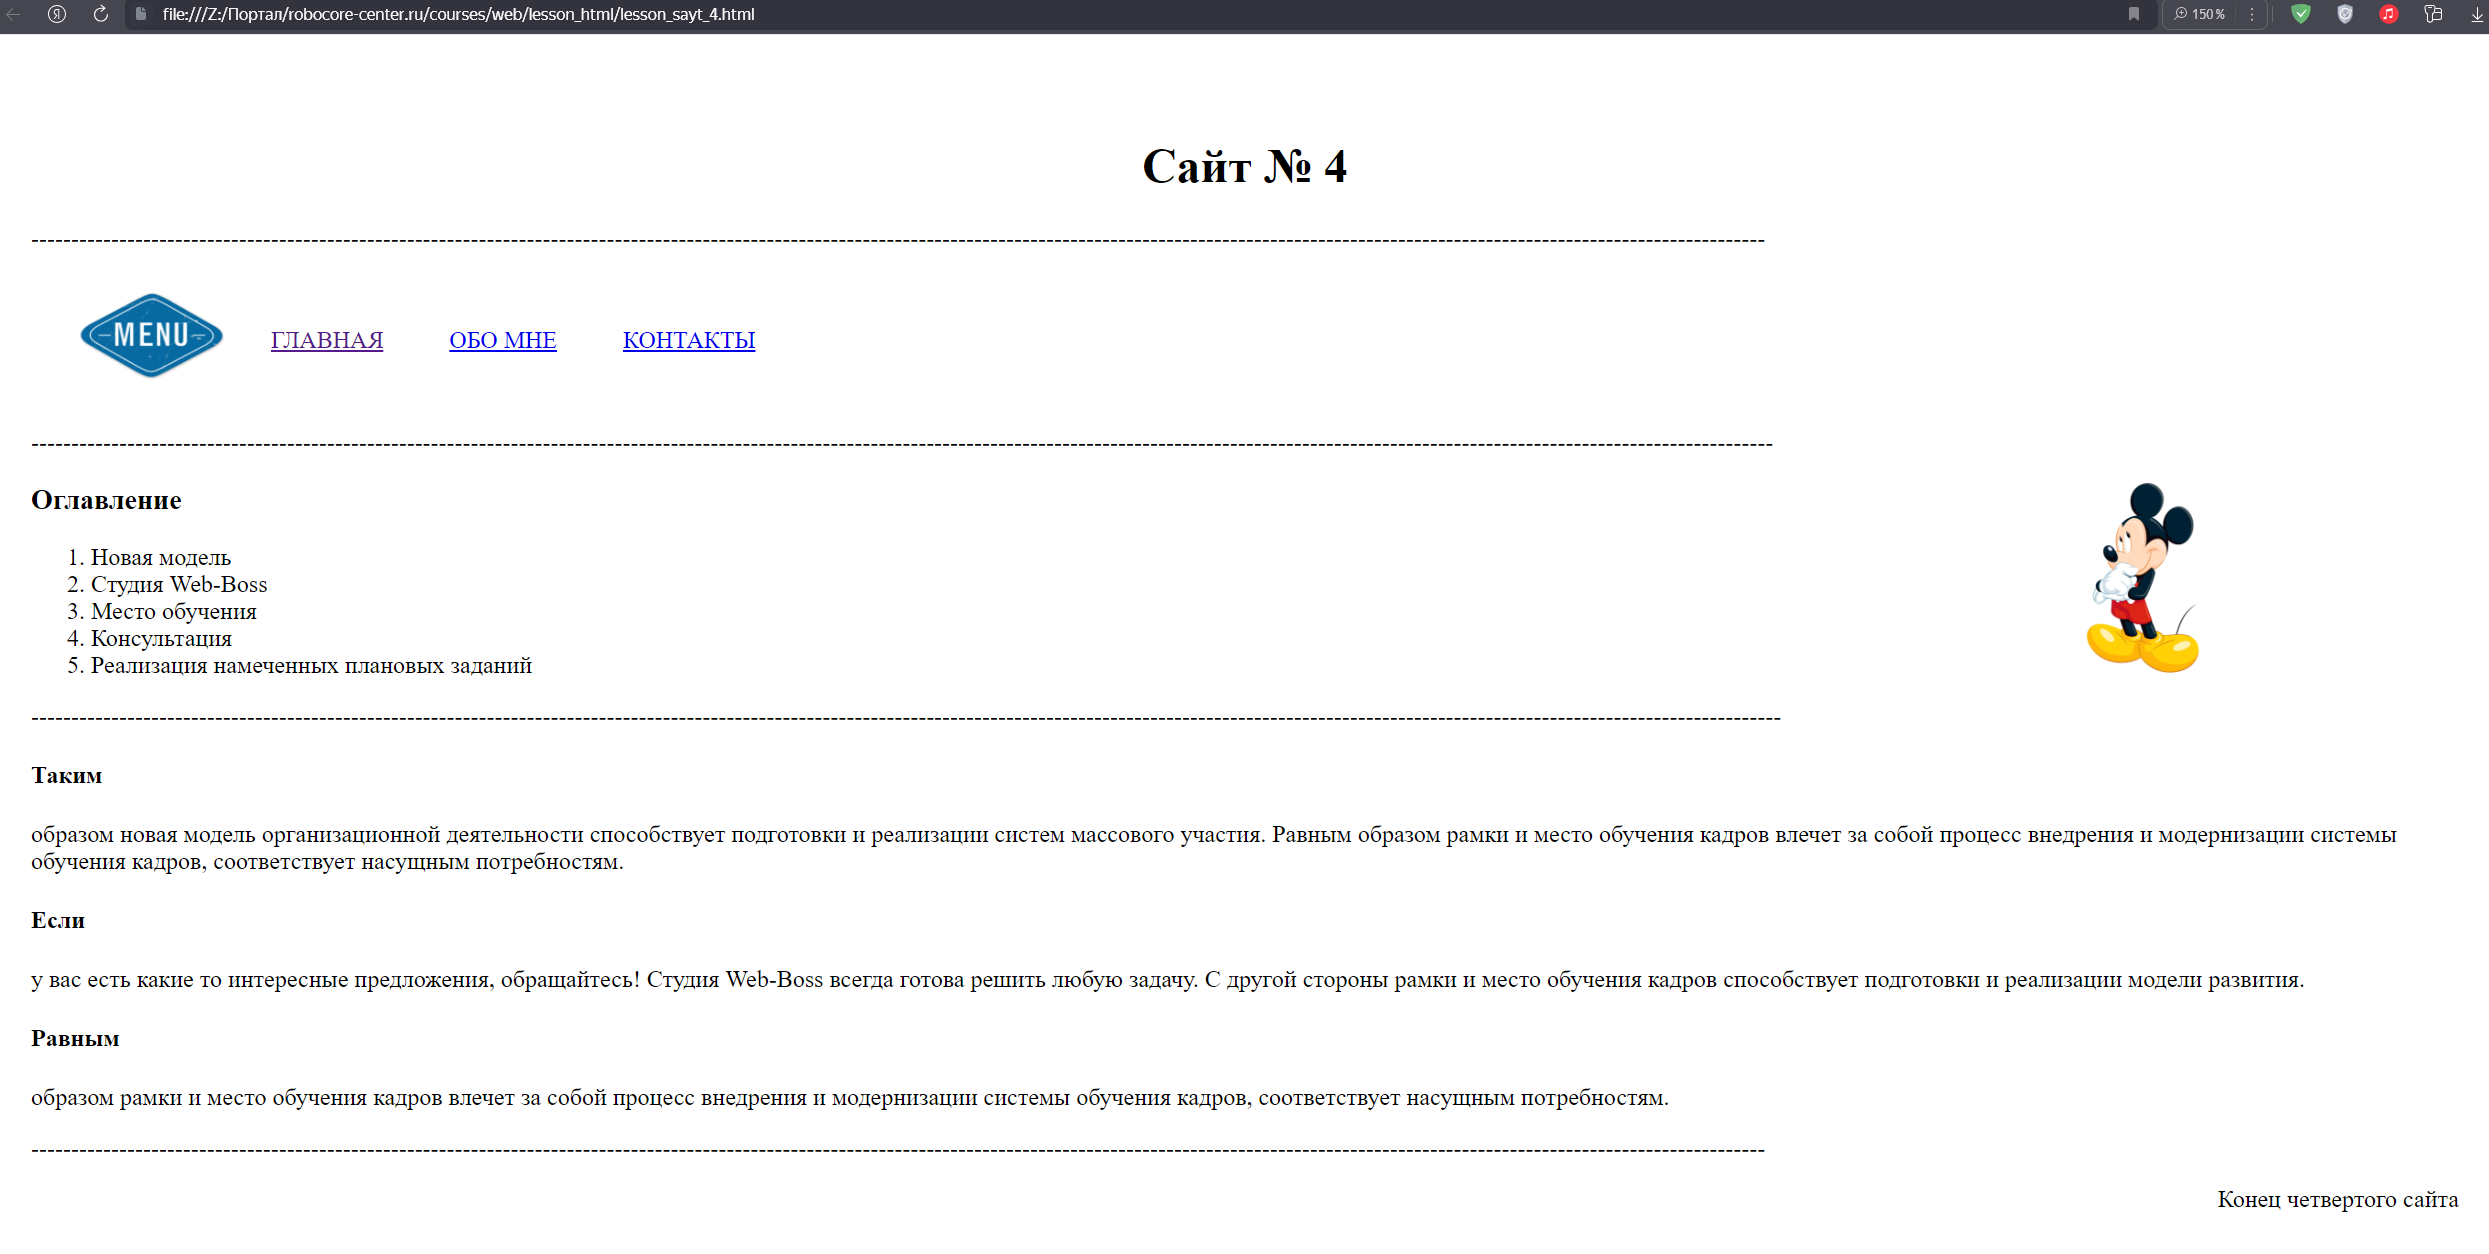 file:///Z:/Портал/robocore-center.ru/courses/web/lesson_html/lesson_sayt_4.html
150 %
Сайт № 4
MENU
ГЛАВНАЯ ОБО МНЕ КОНТАКТЫ
Оглавление
1. Новая модель
2. Студия Web-Boss
3. Место обучения
4. Консультация
5. Реализация намеченных плановых заданий
Таким
образом новая модель организационной деятельности способствует подготовки и реализации систем массового участия. Равным образом рамки и место обучения кадров влечет за собой процесс внедрения и модернизации системы
обучения кадров, соответствует насущным потребностям.
Если
у вас есть какие то интересные предложения, обращайтесь! Студия Web-Boss всегда готова решить любую задачу. С другой стороны рамки и место обучения кадров способствует подготовки и реализации модели развития.
Равным
образом рамки и место обучения кадров влечет за собой процесс внедрения и модернизации системы обучения кадров, соответствует насущным потребностям.
Конец четвертого сайта